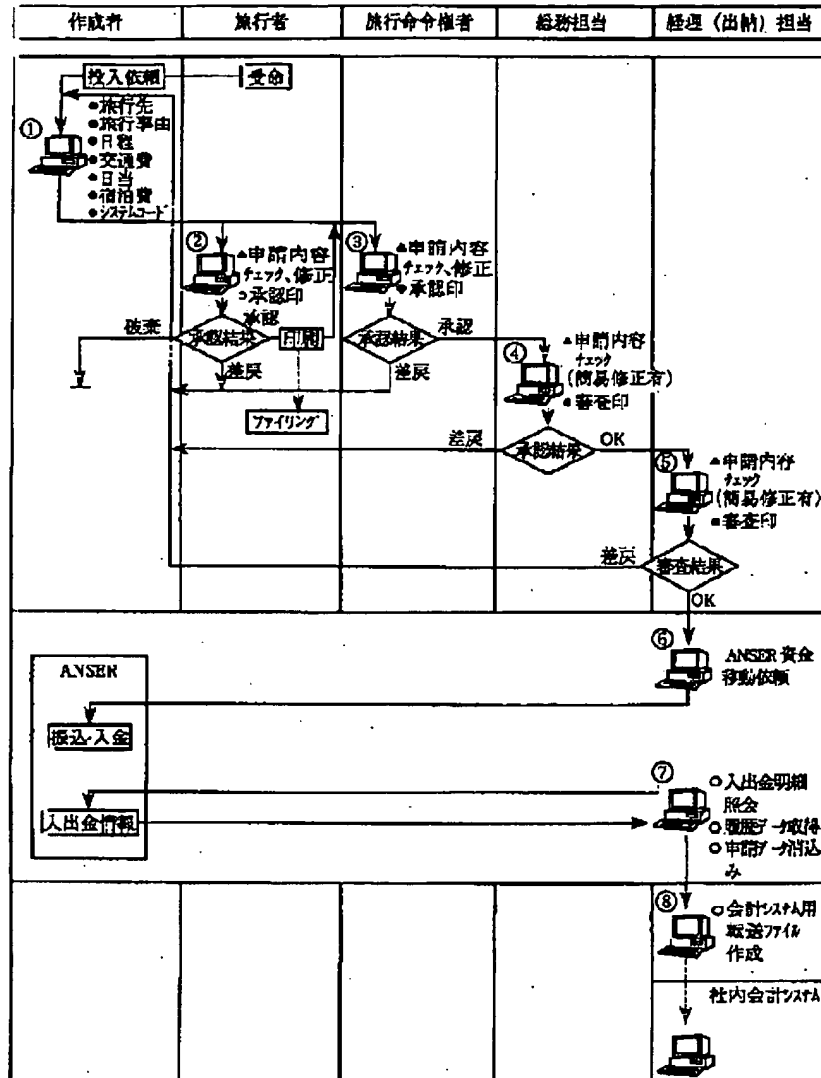 作成者 旅行者 旅行命令権者 総務担当 経理(出納)担当
投入依頼 受命
①
●旅行先
●旅行事由
●日程
●交通費
●日当
●宿泊費
●システムコード
②
▲申請内容
チェック、修正
○承認印
承認
③
▲申請内容
チェック、修正
●承認印
破棄 承認結果 印刷 承認結果 承認
差戻 差戻
ファイリング
④
▲申請内容
チェック
(簡易修正有)
●審査印
差戻 承認結果 OK
⑤
▲申請内容
チェック
(簡易修正有)
■審査印
差戻 審査結果
OK
⑥
ANSER 資金
移動依頼
ANSER
振込・入金
入出金情報
⑦
○入出金明細
照会
○履歴データ取得
○申請データ消込
み
⑧
○会計システム用
転送ファイル
作成
社内会計システム